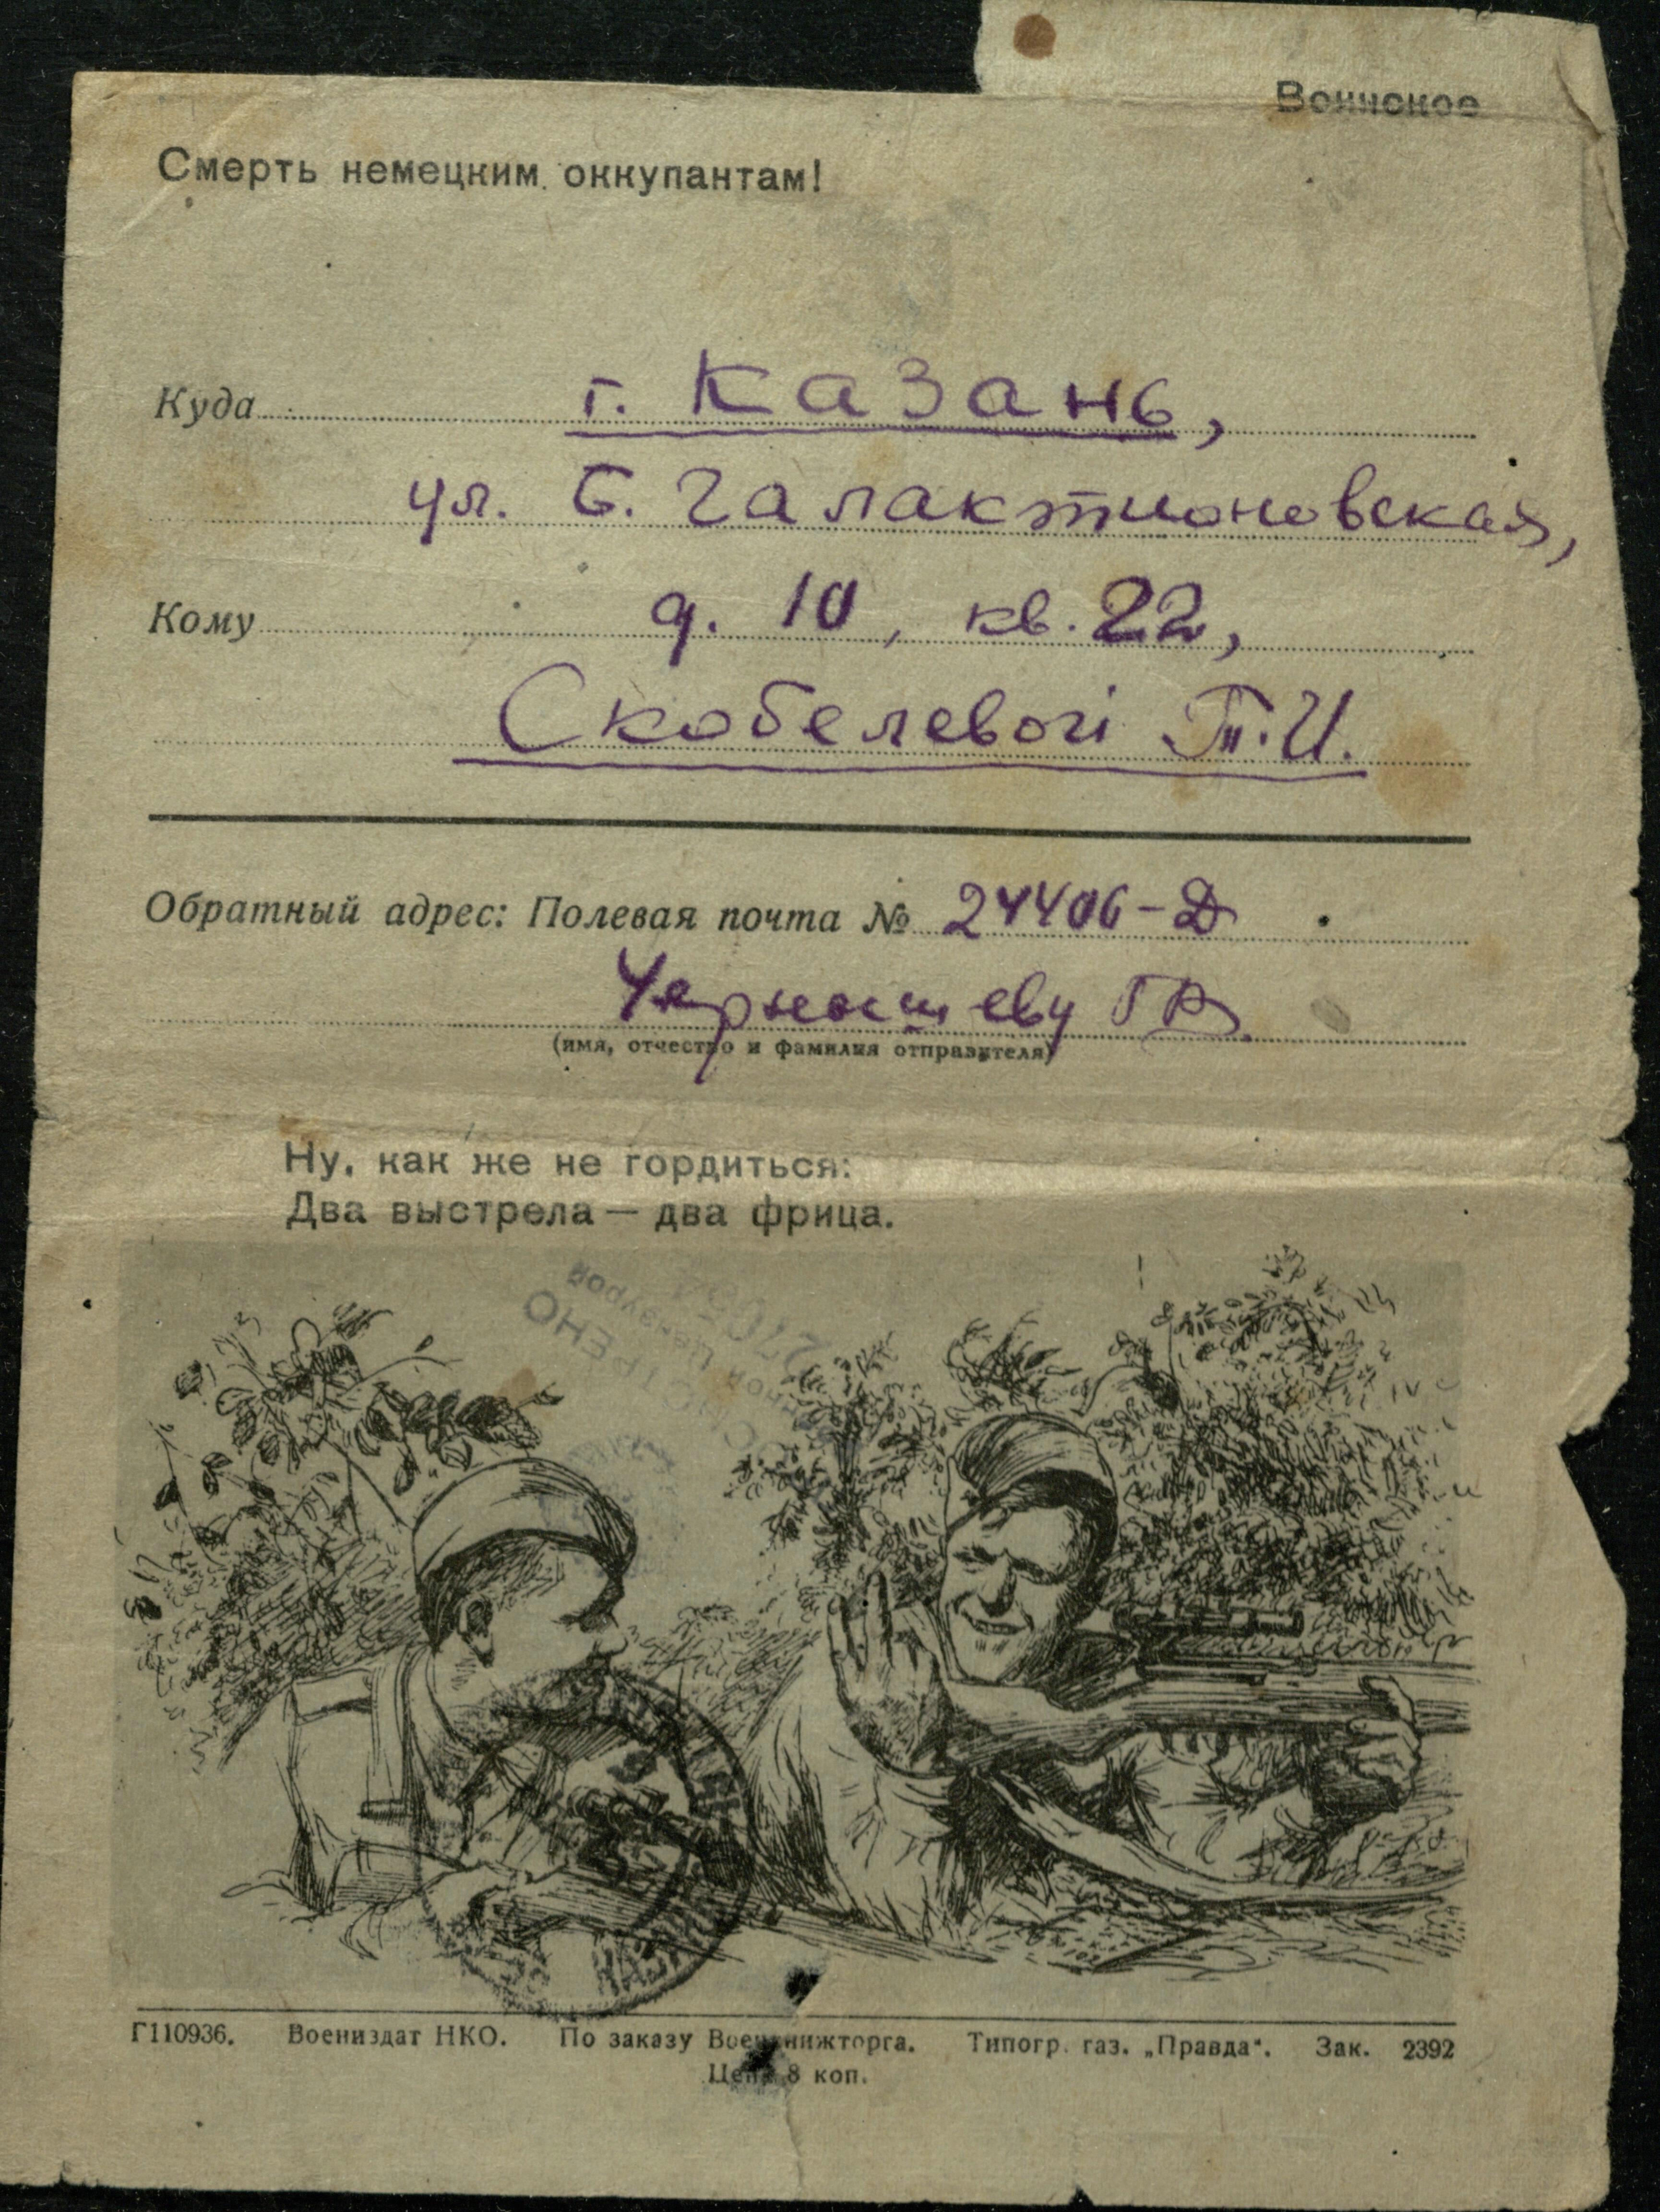 Воинское
Смерть немецким оккупантам!
Куда г. Казань,
ул. Б. Галактионовская,
Кому д. 10, кв. 22,
Скобелевой Т. И.
Обратный адрес: Полевая почта № 24406-Д
Чернышеву
(имя, отчество и фамилия отправителя)
Ну, как же не гордиться:
Два выстрела — два фрица.
Г110936. Воениздат НКО. По заказу Военкнижторга. Типогр. газ. „Правда“. Зак. 2392
Цена 8 коп.